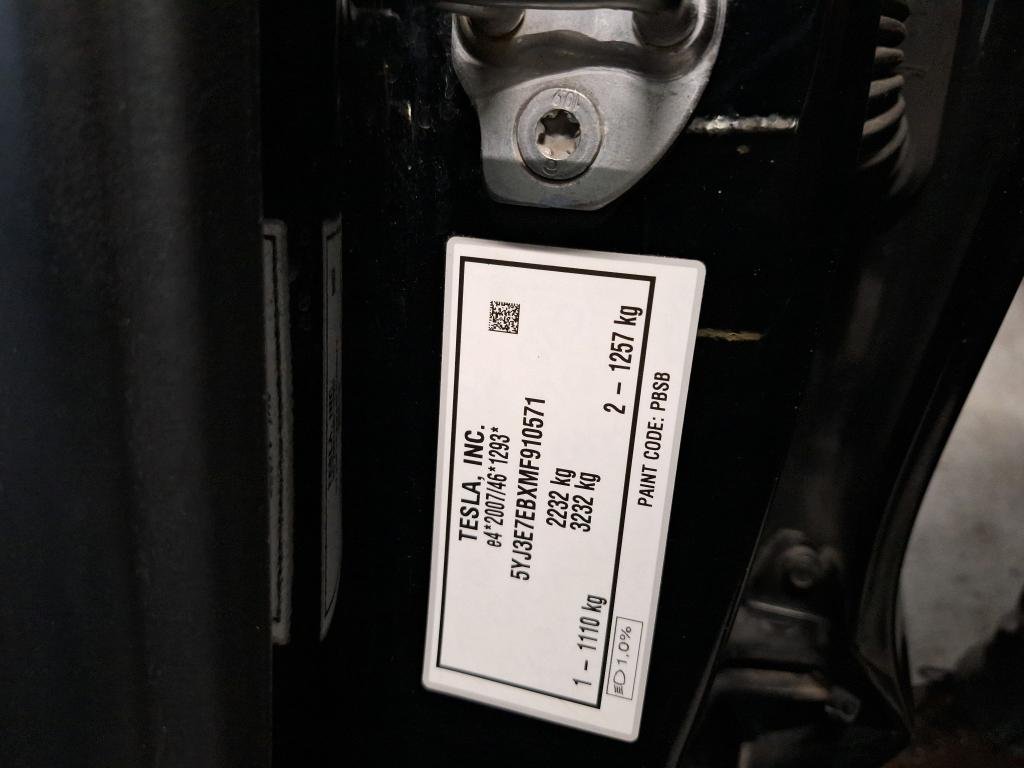 TESLA, INC.
e4*2007/46*1293*
5YJ3E7EBXMF910571
2232 kg
3232 kg
1 – 1110 kg
2 – 1257 kg
1.0%
PAINT CODE: PBSB